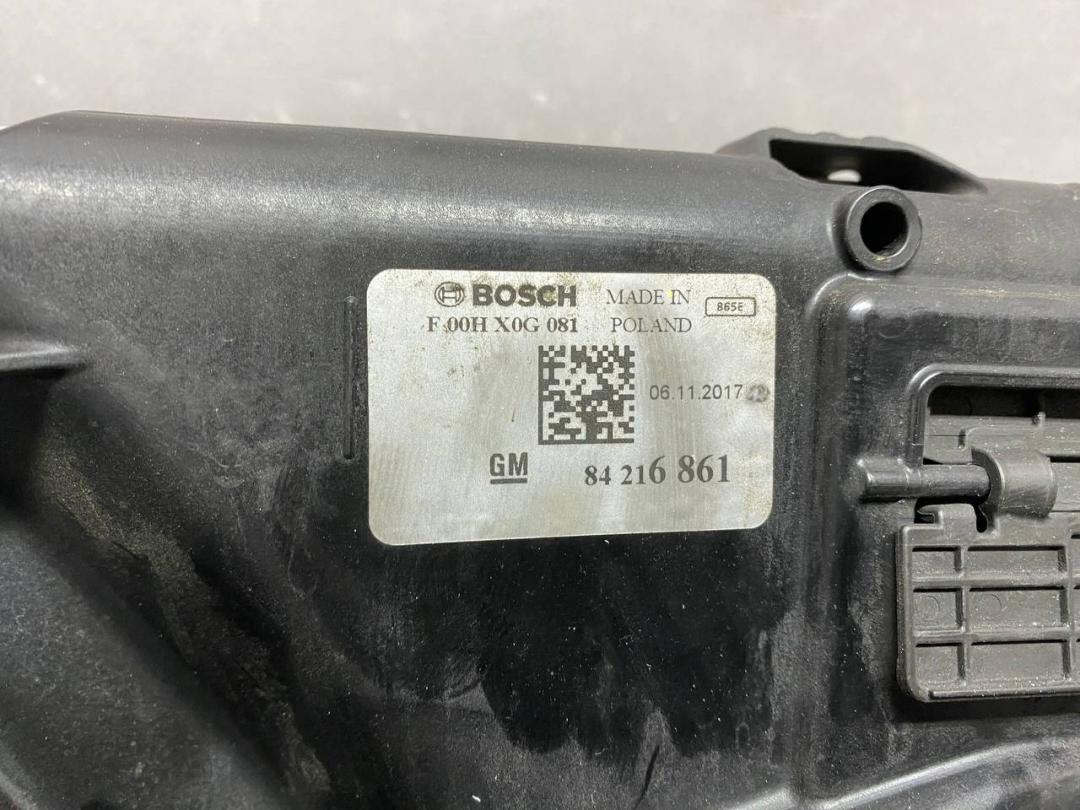 BOSCH MADE IN 865E
F 00H X0G 081 POLAND
06.11.2017
GM 84 216 861